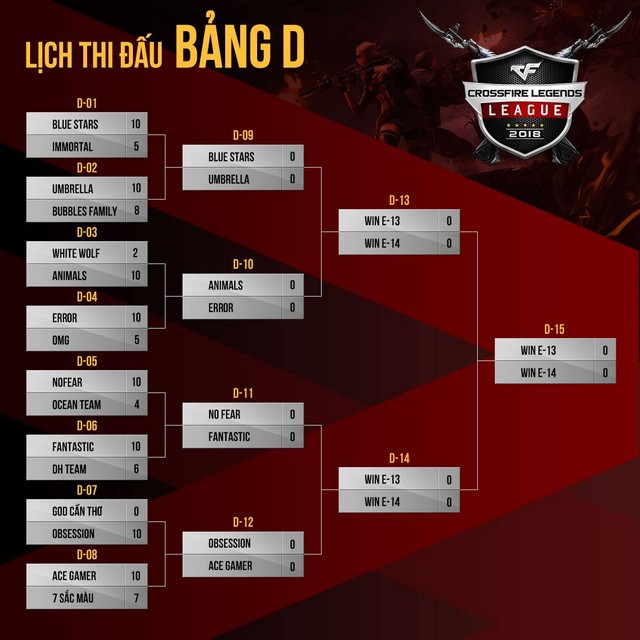 LỊCH THI ĐẤU BẢNG D
CF
CROSSFIRE LEGENDS
LEAGUE
2018
D-01
BLUE STARS 10
IMMORTAL 5
D-02
UMBRELLA 10
BUBBLES FAMILY 8
D-03
WHITE WOLF 2
ANIMALS 10
D-04
ERROR 10
OMG 5
D-05
NOFEAR 10
OCEAN TEAM 4
D-06
FANTASTIC 10
DH TEAM 6
D-07
GOD CẦN THƠ 0
OBSESSION 10
D-08
ACE GAMER 10
7 SẮC MÀU 7
D-09
BLUE STARS 0
UMBRELLA 0
D-10
ANIMALS 0
ERROR 0
D-11
NO FEAR 0
FANTASTIC 0
D-12
OBSESSION 0
ACE GAMER 0
D-13
WIN E-13 0
WIN E-14 0
D-14
WIN E-13 0
WIN E-14 0
D-15
WIN E-13 0
WIN E-14 0